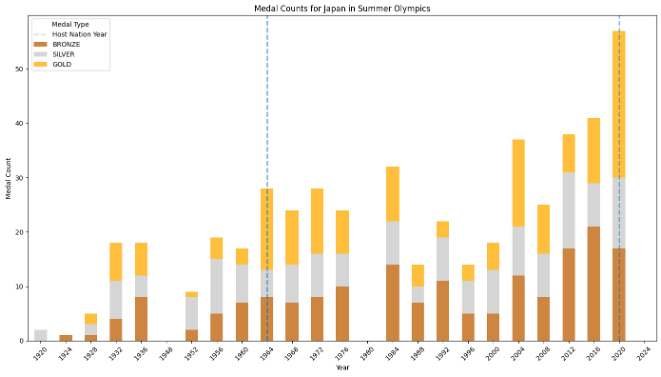 Medal Counts for Japan in Summer Olympics
Medal Type
Host Nation Year
BRONZE
SILVER
GOLD
Medal Count
50
40
30
20
10
0
1920 1924 1928 1932 1936 1948 1952 1956 1960 1964 1968 1972 1976 1980 1984 1988 1992 1996 2000 2004 2008 2012 2016 2020 2024
Year